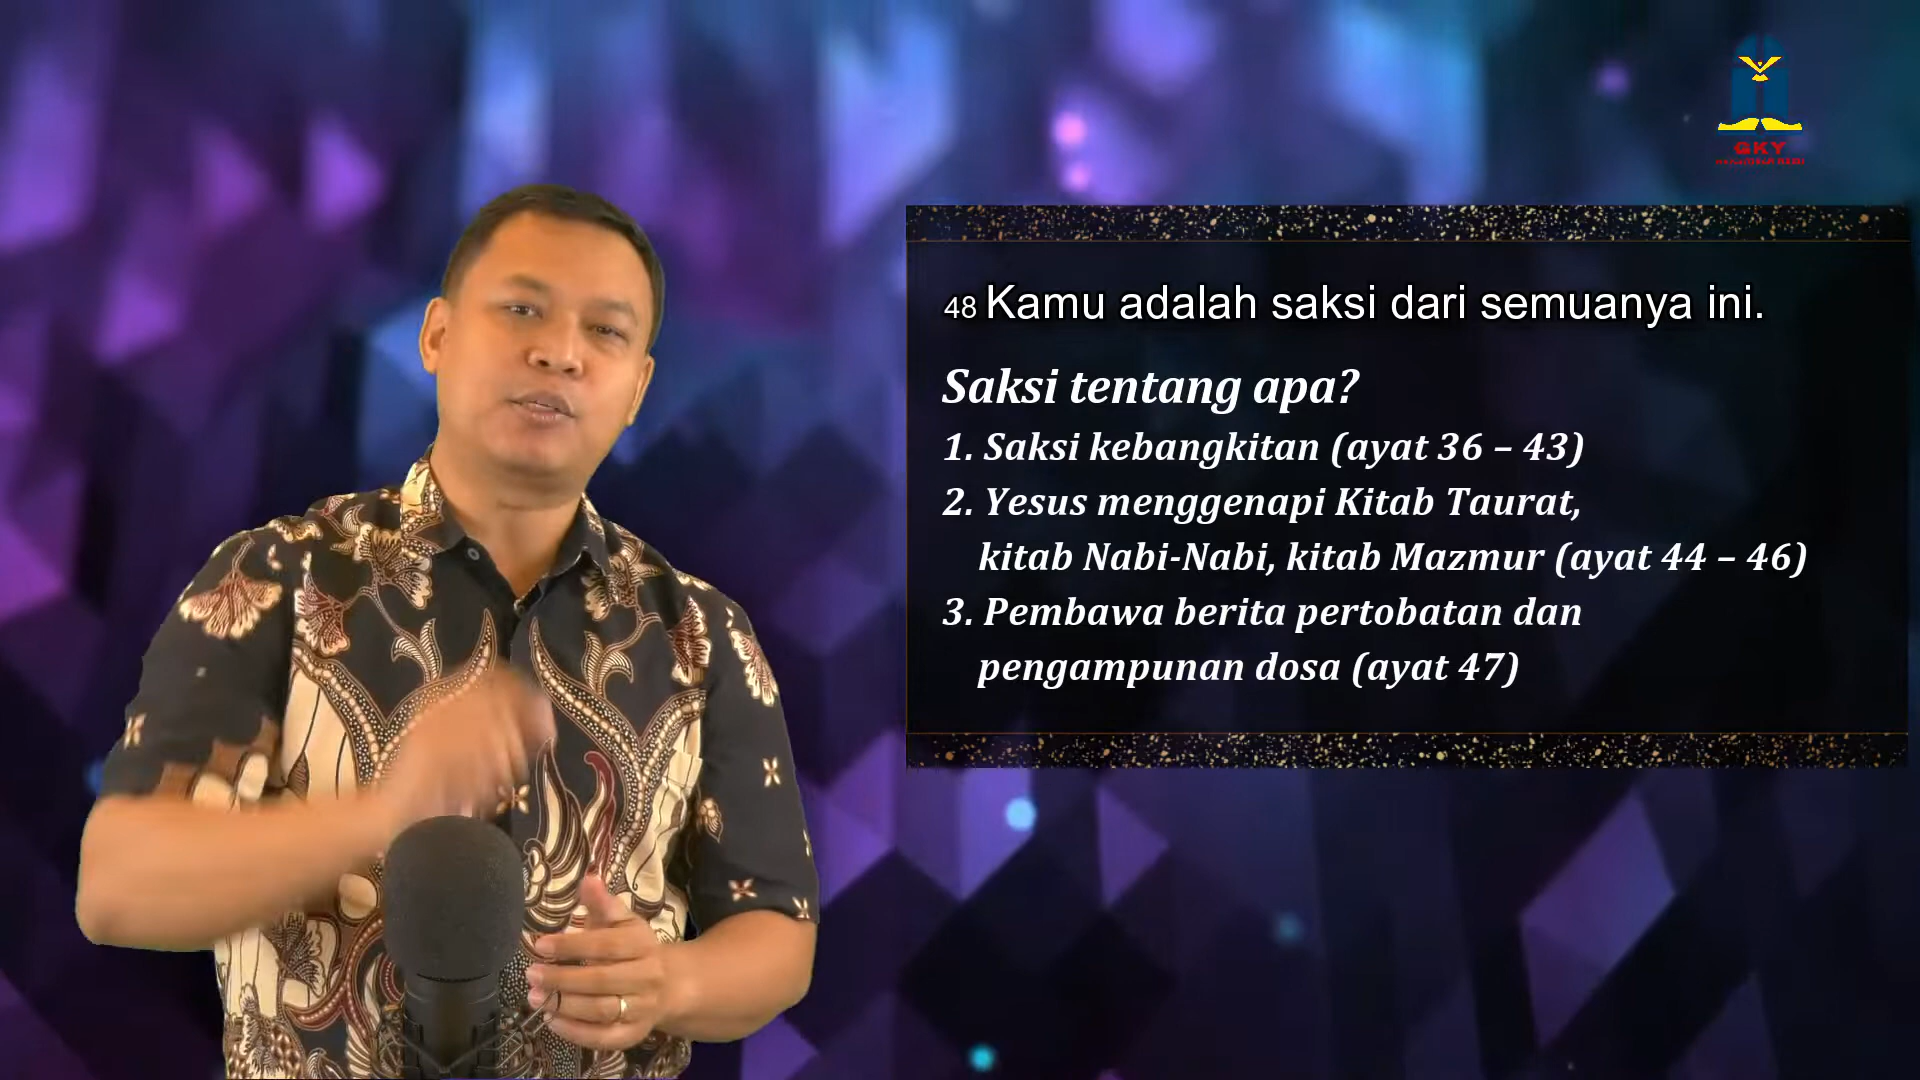 GKY
48 Kamu adalah saksi dari semuanya ini.
Saksi tentang apa?
1. Saksi kebangkitan (ayat 36 – 43)
2. Yesus menggenapi Kitab Taurat,
kitab Nabi-Nabi, kitab Mazmur (ayat 44 – 46)
3. Pembawa berita pertobatan dan
pengampunan dosa (ayat 47)